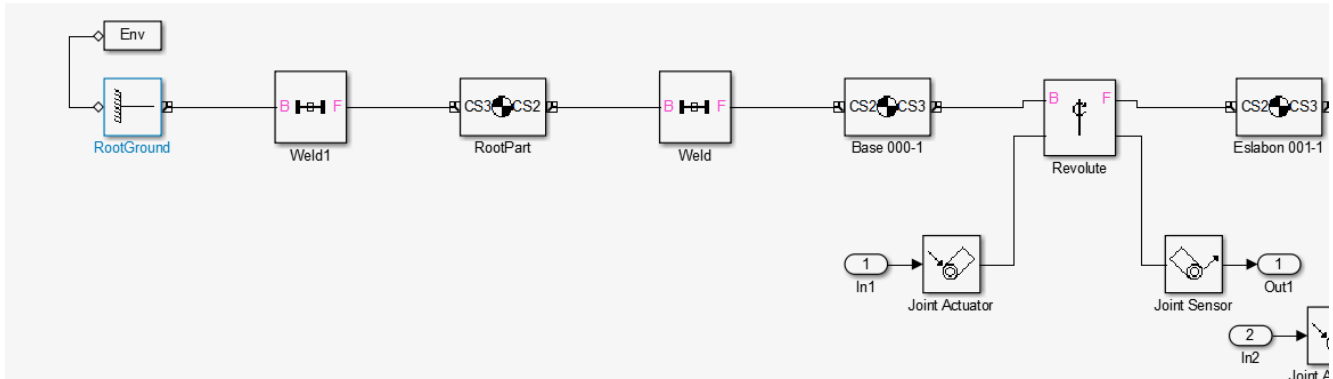 Env
RootGround
B F
Weld1
CS3 CS2
RootPart
B F
Weld
CS2 CS3
Base 000-1
B F
Revolute
CS2 CS3
Eslabon 001-1
1
In1
Joint Actuator
Joint Sensor
1
Out1
2
In2
Joint A